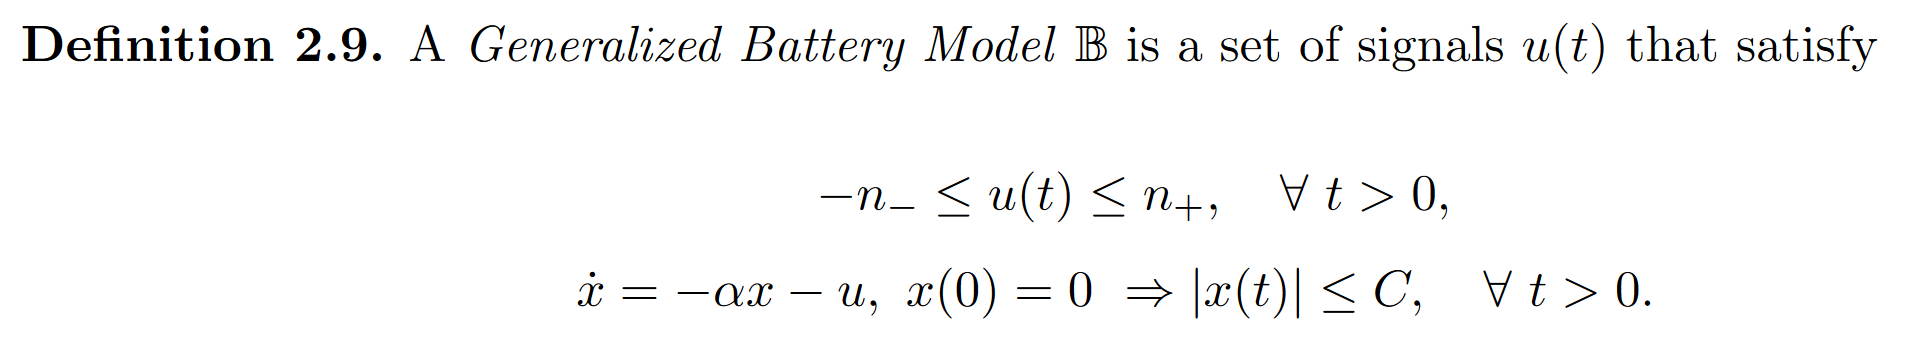 Definition 2.9. A Generalized Battery Model 𝔹 is a set of signals u(t) that satisfy
−n₋ ≤ u(t) ≤ n₊, ∀ t > 0,
ẋ = −αx − u, x(0) = 0 ⇒ |x(t)| ≤ C, ∀ t > 0.